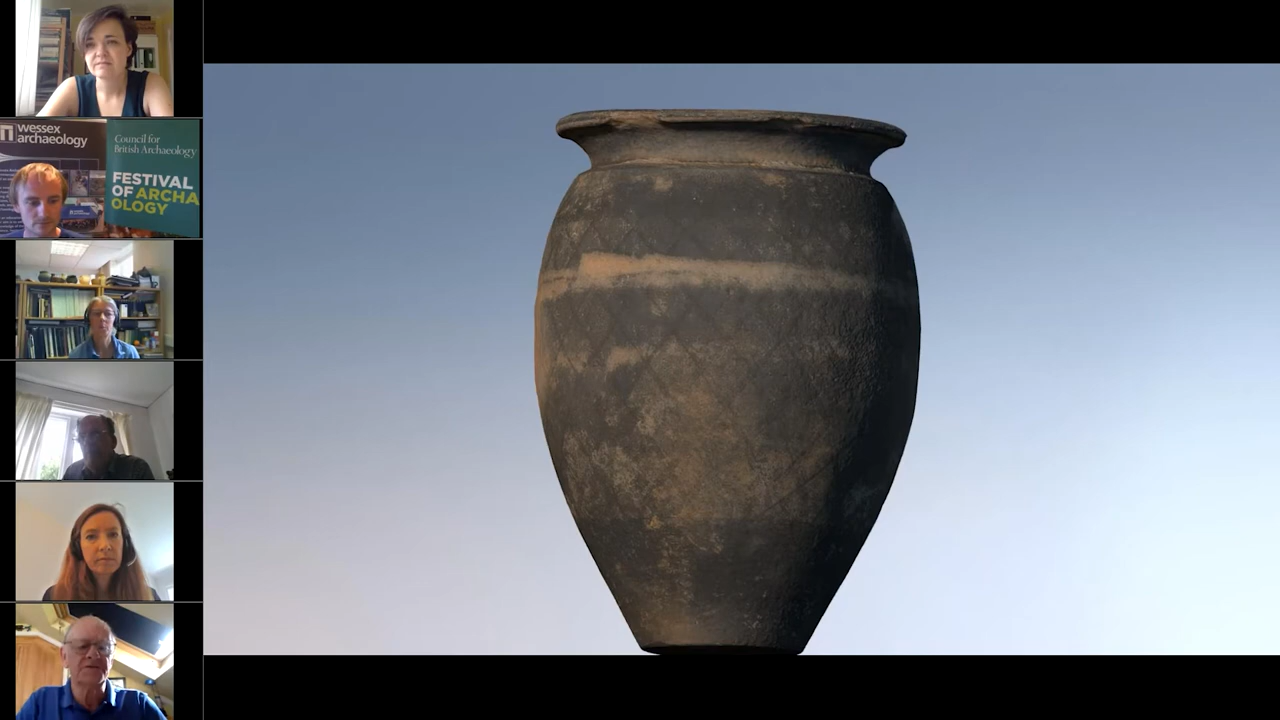 wessex
archaeology
Council for
British Archaeology
FESTIVAL
OF ARCHA
OLOGY